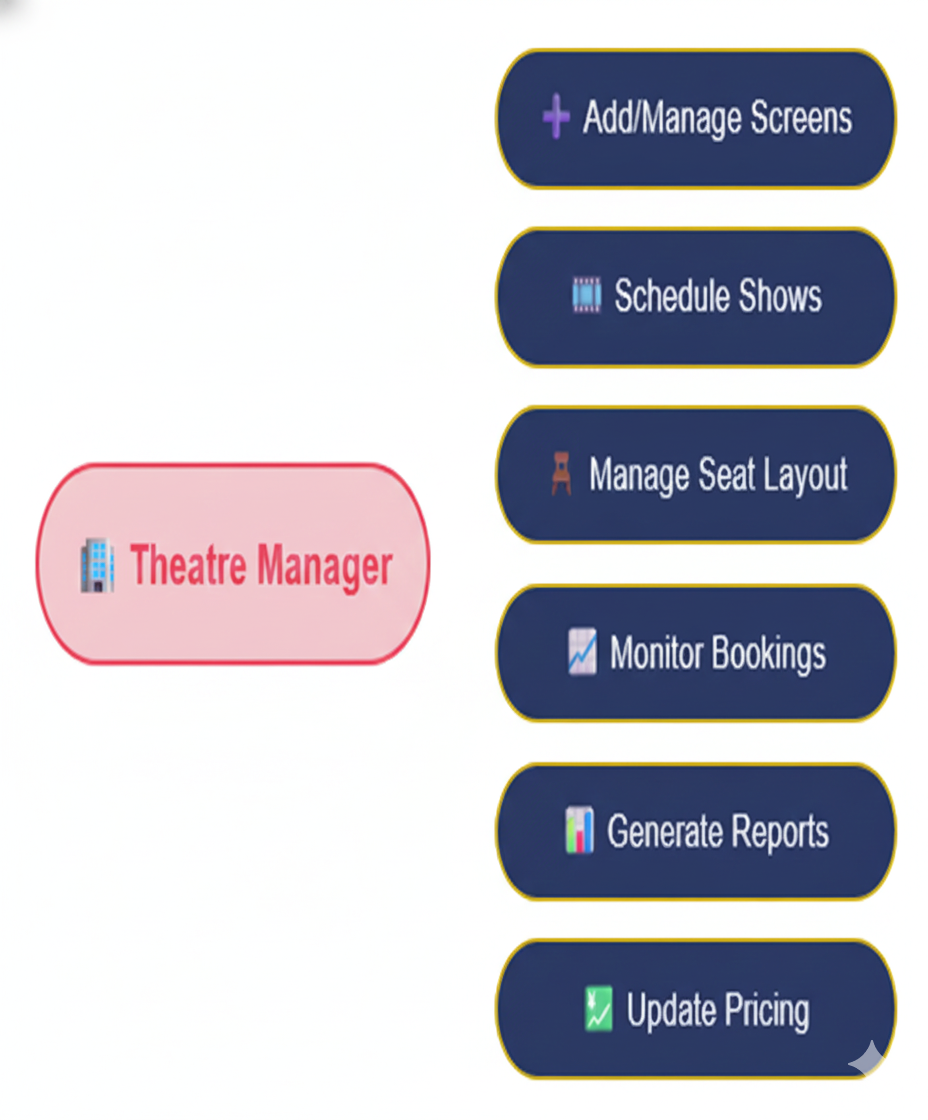 Add/Manage Screens
Schedule Shows
Manage Seat Layout
Theatre Manager
Monitor Bookings
Generate Reports
Update Pricing